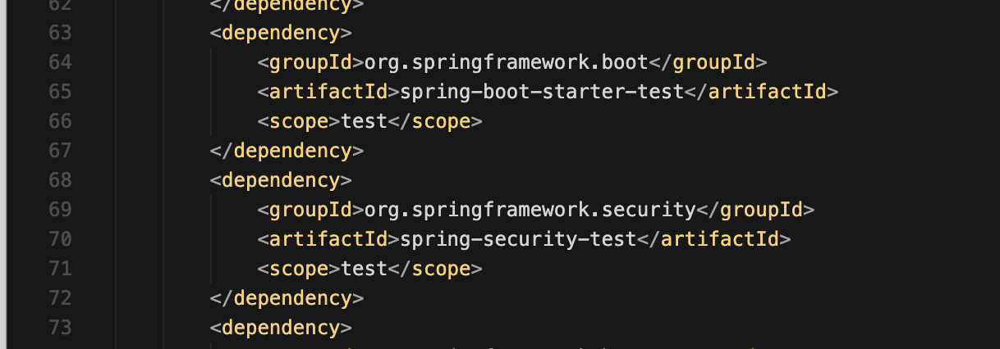 62 </dependency>
63 <dependency>
64 <groupId>org.springframework.boot</groupId>
65 <artifactId>spring-boot-starter-test</artifactId>
66 <scope>test</scope>
67 </dependency>
68 <dependency>
69 <groupId>org.springframework.security</groupId>
70 <artifactId>spring-security-test</artifactId>
71 <scope>test</scope>
72 </dependency>
73 <dependency>